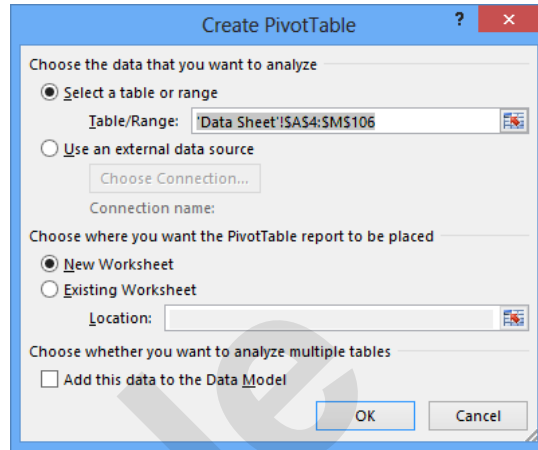 Create PivotTable
?
Choose the data that you want to analyze
Select a table or range
Table/Range: 'Data Sheet'!$A$4:$M$106
Use an external data source
Choose Connection...
Connection name:
Choose where you want the PivotTable report to be placed
New Worksheet
Existing Worksheet
Location:
Choose whether you want to analyze multiple tables
Add this data to the Data Model
OK Cancel